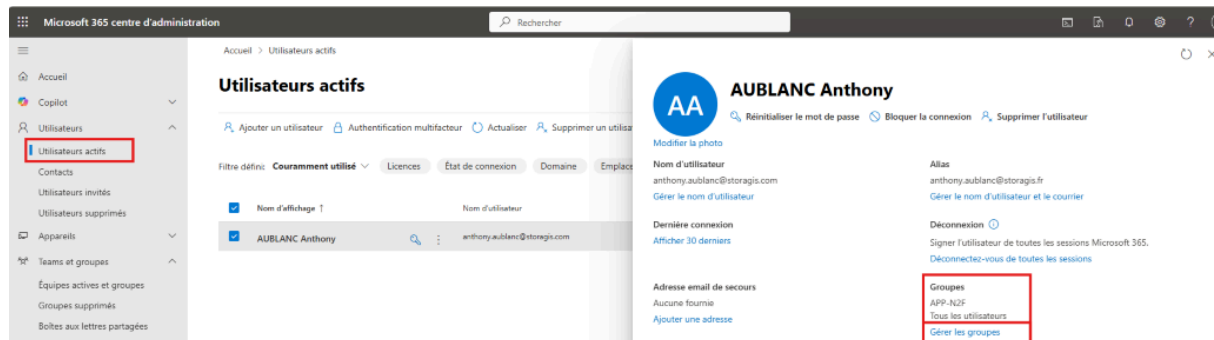 Microsoft 365 centre d'administration
Rechercher
Accueil
Copilot
Utilisateurs
Utilisateurs actifs
Contacts
Utilisateurs invités
Utilisateurs supprimés
Appareils
Teams et groupes
Équipes actives et groupes
Groupes supprimés
Boîtes aux lettres partagées
Accueil > Utilisateurs actifs
Utilisateurs actifs
Ajouter un utilisateur Authentification multifacteur Actualiser Supprimer un utilisa
Filtre défini: Couramment utilisé Licences État de connexion Domaine Emplace
Nom d'affichage ↑ Nom d'utilisateur
AUBLANC Anthony anthony.aublanc@storagis.com
AA
AUBLANC Anthony
Réinitialiser le mot de passe Bloquer la connexion Supprimer l'utilisateur
Modifier la photo
Nom d'utilisateur
anthony.aublanc@storagis.com
Gérer le nom d'utilisateur
Alias
anthony.aublanc@storagis.fr
Gérer le nom d'utilisateur et le courrier
Dernière connexion
Afficher 30 derniers
Déconnexion
Signer l'utilisateur de toutes les sessions Microsoft 365.
Déconnectez-vous de toutes les sessions
Adresse email de secours
Aucune fournie
Ajouter une adresse
Groupes
APP-N2F
Tous les utilisateurs
Gérer les groupes